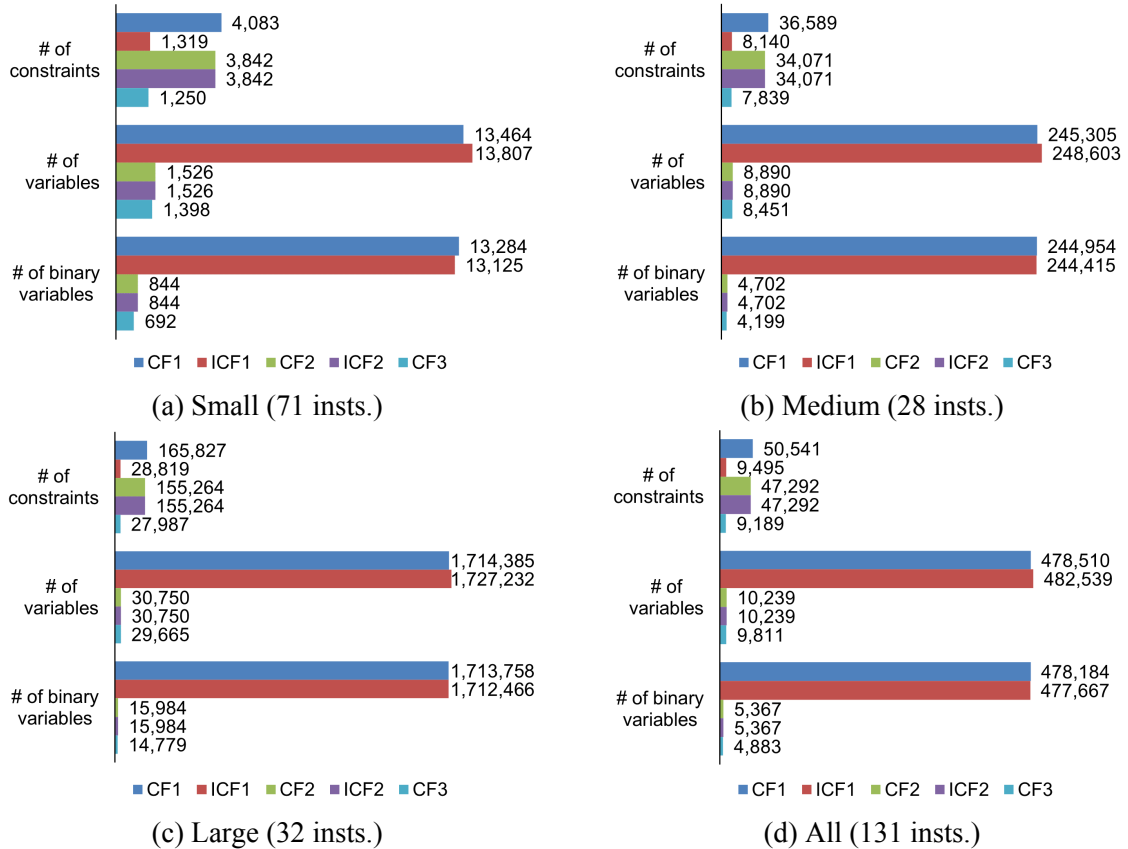 # of
constraints
4,083
1,319
3,842
3,842
1,250
# of
variables
13,464
13,807
1,526
1,526
1,398
# of binary
variables
13,284
13,125
844
844
692
CF1 ICF1 CF2 ICF2 CF3
(a) Small (71 insts.)
# of
constraints
36,589
8,140
34,071
34,071
7,839
# of
variables
245,305
248,603
8,890
8,890
8,451
# of binary
variables
244,954
244,415
4,702
4,702
4,199
CF1 ICF1 CF2 ICF2 CF3
(b) Medium (28 insts.)
# of
constraints
165,827
28,819
155,264
155,264
27,987
# of
variables
1,714,385
1,727,232
30,750
30,750
29,665
# of binary
variables
1,713,758
1,712,466
15,984
15,984
14,779
CF1 ICF1 CF2 ICF2 CF3
(c) Large (32 insts.)
# of
constraints
50,541
9,495
47,292
47,292
9,189
# of
variables
478,510
482,539
10,239
10,239
9,811
# of binary
variables
478,184
477,667
5,367
5,367
4,883
CF1 ICF1 CF2 ICF2 CF3
(d) All (131 insts.)